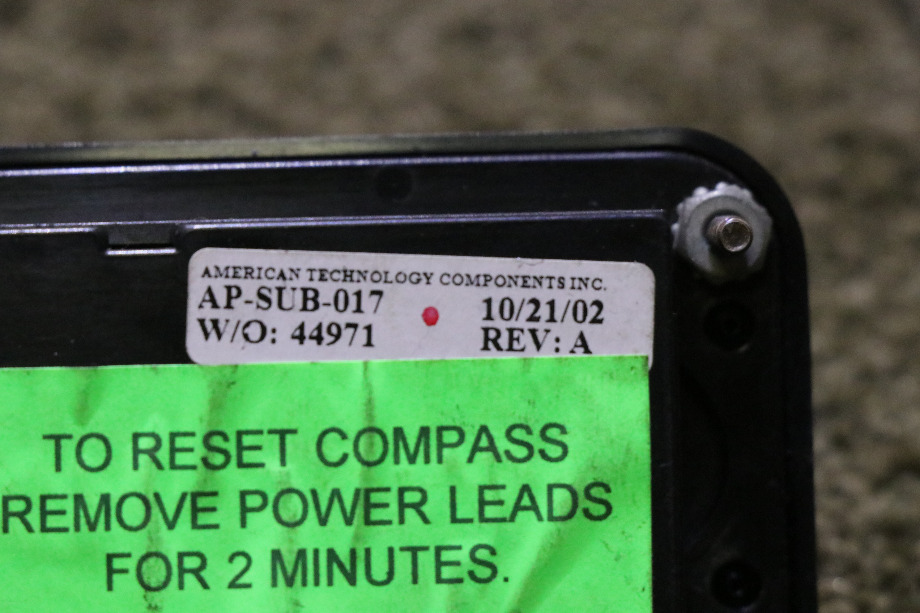 AMERICAN TECHNOLOGY COMPONENTS INC.
AP-SUB-017 10/21/02
W/O: 44971 REV: A
TO RESET COMPASS
REMOVE POWER LEADS
FOR 2 MINUTES.